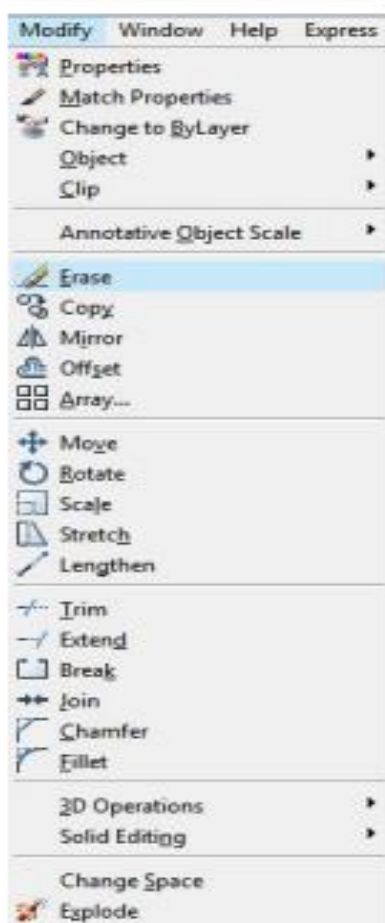 Modify Window Help Express
Properties
Match Properties
Change to ByLayer
Object
Clip
Annotative Object Scale
Erase
Copy
Mirror
Offset
Array...
Move
Rotate
Scale
Stretch
Lengthen
Trim
Extend
Break
Join
Chamfer
Fillet
3D Operations
Solid Editing
Change Space
Explode